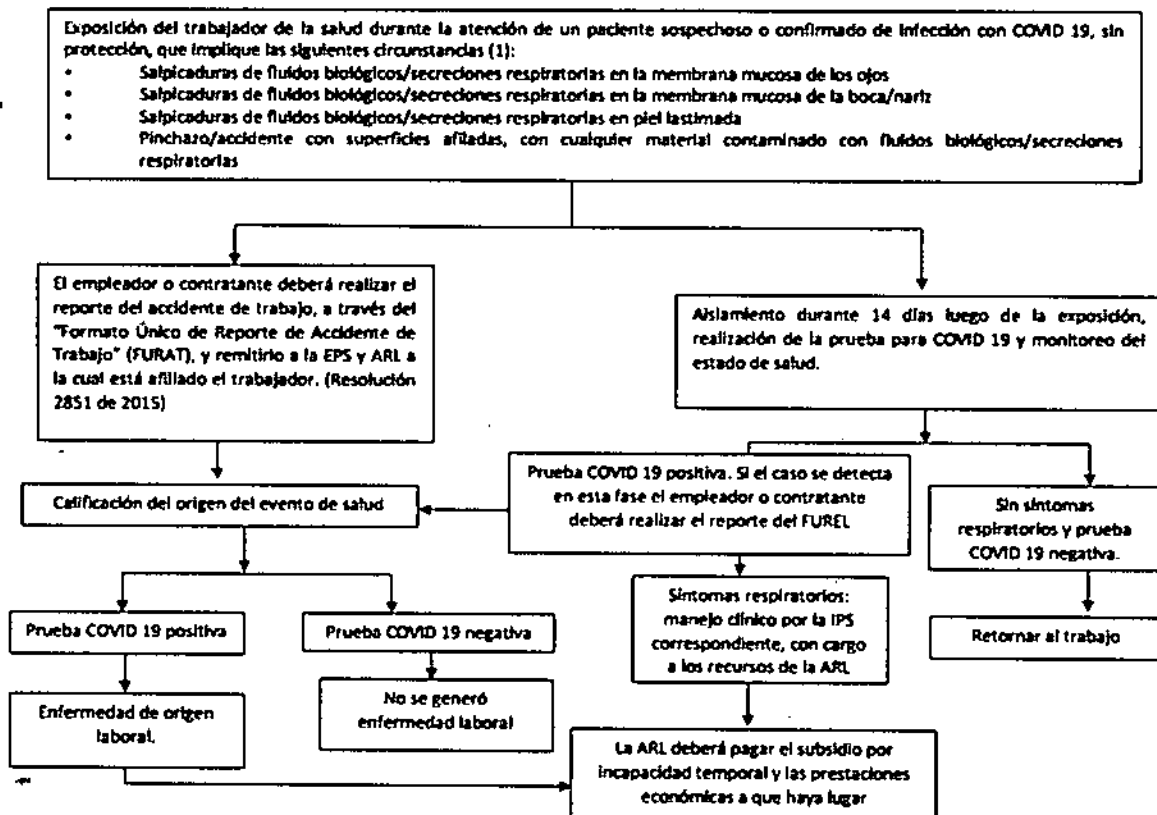 Exposición del trabajador de la salud durante la atención de un paciente sospechoso o confirmado de infección con COVID 19, sin
protección, que implique las siguientes circunstancias (1):
• Salpicaduras de fluidos biológicos/secreciones respiratorias en la membrana mucosa de los ojos
• Salpicaduras de fluidos biológicos/secreciones respiratorias en la membrana mucosa de la boca/nariz
• Salpicaduras de fluidos biológicos/secreciones respiratorias en piel lastimada
• Pinchazo/accidente con superficies afiladas, con cualquier material contaminado con fluidos biológicos/secreciones
respiratorias
El empleador o contratante deberá realizar el
reporte del accidente de trabajo, a través del
"Formato Único de Reporte de Accidente de
Trabajo" (FURAT), y remitirlo a la EPS y ARL a
la cual está afiliado el trabajador. (Resolución
2851 de 2015)
Aislamiento durante 14 días luego de la exposición,
realización de la prueba para COVID 19 y monitoreo del
estado de salud.
Calificación del origen del evento de salud
Prueba COVID 19 positiva. Si el caso se detecta
en esta fase el empleador o contratante
deberá realizar el reporte del FUREL
Sin síntomas
respiratorios y prueba
COVID 19 negativa.
Prueba COVID 19 positiva
Prueba COVID 19 negativa
Síntomas respiratorios:
manejo clínico por la IPS
correspondiente, con cargo
a los recursos de la ARL
Retornar al trabajo
Enfermedad de origen
laboral.
No se generó
enfermedad laboral
La ARL deberá pagar el subsidio por
incapacidad temporal y las prestaciones
económicas a que haya lugar